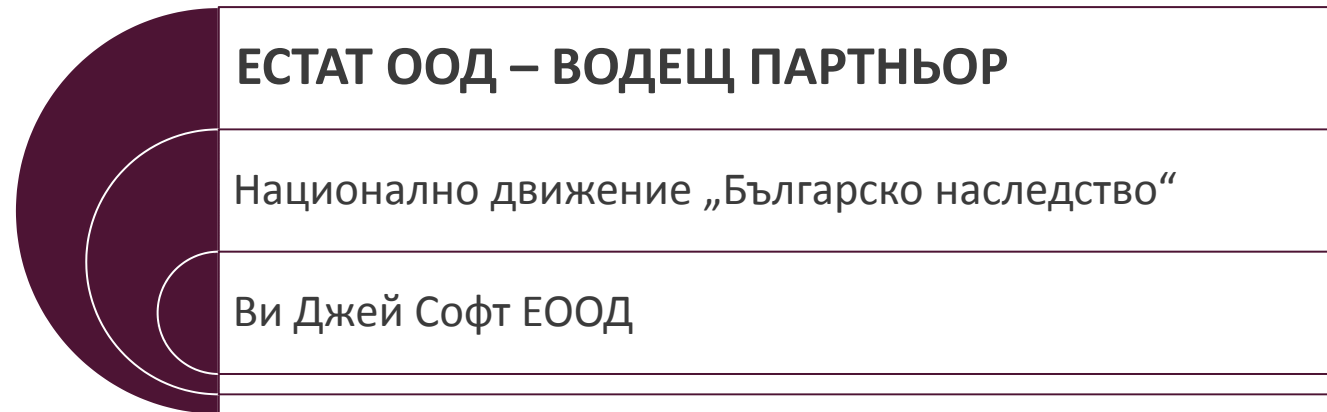 ЕСТАТ ООД – ВОДЕЩ ПАРТНЬОР
Национално движение „Българско наследство“
Ви Джей Софт ЕООД